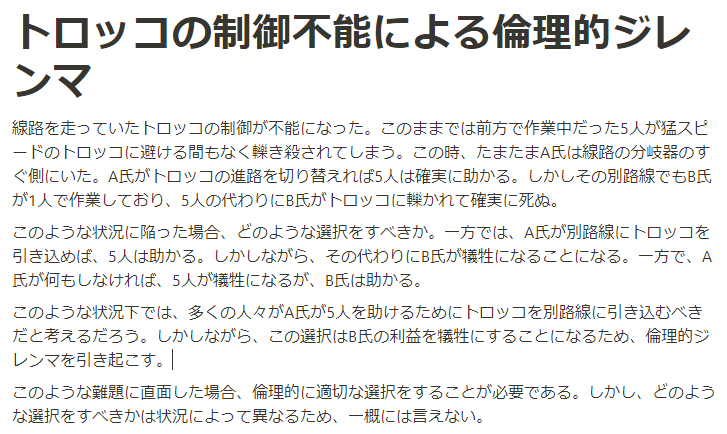 トロッコの制御不能による倫理的ジレ
ンマ
線路を走っていたトロッコの制御が不能になった。このままでは前方で作業中だった5人が猛スピ
ードのトロッコに避ける間もなく轢き殺されてしまう。この時、たまたまA氏は線路の分岐器のす
ぐ側にいた。A氏がトロッコの進路を切り替えれば5人は確実に助かる。しかしその別路線でもB氏
が1人で作業しており、5人の代わりにB氏がトロッコに轢かれて確実に死ぬ。
このような状況に陥った場合、どのような選択をすべきか。一方では、A氏が別路線にトロッコを
引き込めば、5人は助かる。しかしながら、その代わりにB氏が犠牲になることになる。一方で、A
氏が何もしなければ、5人が犠牲になるが、B氏は助かる。
このような状況下では、多くの人々がA氏が5人を助けるためにトロッコを別路線に引き込むべき
だと考えるだろう。しかしながら、この選択はB氏の利益を犠牲にすることになるため、倫理的ジ
レンマを引き起こす。
このような難題に直面した場合、倫理的に適切な選択をすることが必要である。しかし、どのよう
な選択をすべきかは状況によって異なるため、一概には言えない。